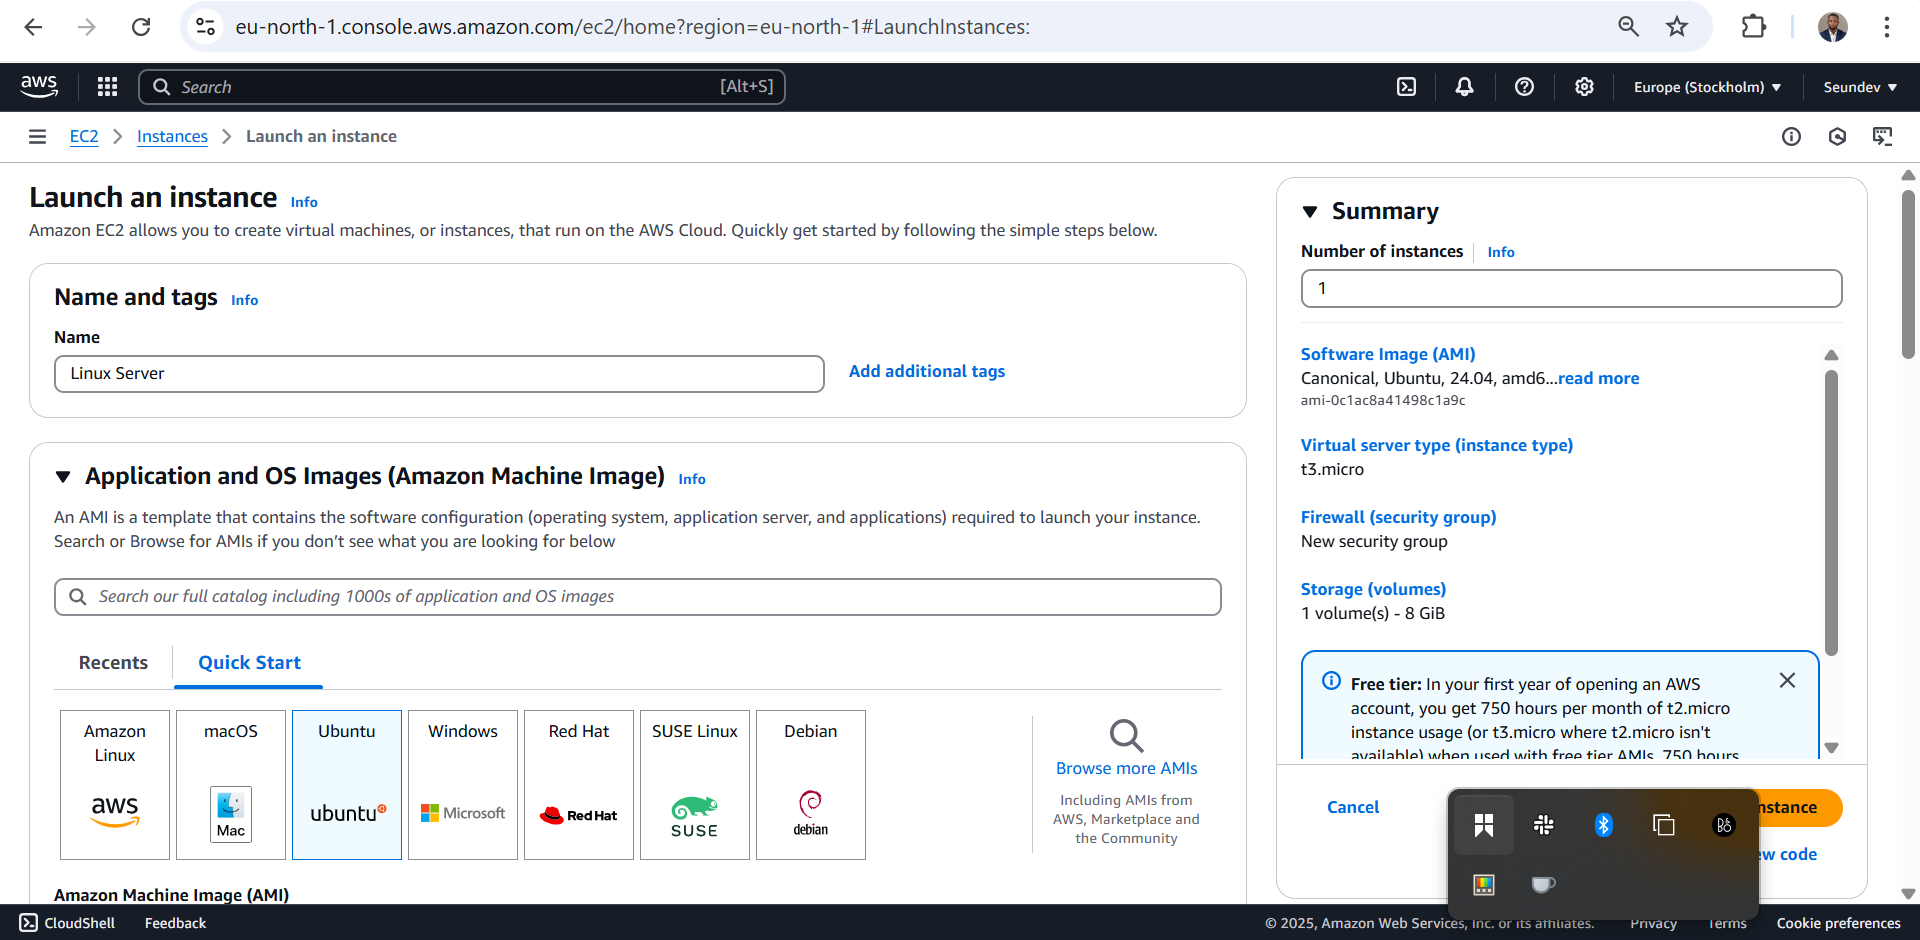 eu-north-1.console.aws.amazon.com/ec2/home?region=eu-north-1#LaunchInstances:
aws
Search
[Alt+S]
Europe (Stockholm)
Seundev
EC2
Instances
Launch an instance
Launch an instance
Info
Amazon EC2 allows you to create virtual machines, or instances, that run on the AWS Cloud. Quickly get started by following the simple steps below.
Name and tags
Info
Name
Linux Server
Add additional tags
Application and OS Images (Amazon Machine Image)
Info
An AMI is a template that contains the software configuration (operating system, application server, and applications) required to launch your instance.
Search or Browse for AMIs if you don't see what you are looking for below
Search our full catalog including 1000s of application and OS images
Recents
Quick Start
Amazon
Linux
aws
macOS
Mac
Ubuntu
ubuntu
Windows
Microsoft
Red Hat
Red Hat
SUSE Linux
SUSE
Debian
debian
Browse more AMIs
Including AMIs from
AWS, Marketplace and
the Community
Amazon Machine Image (AMI)
Summary
Number of instances
Info
1
Software Image (AMI)
Canonical, Ubuntu, 24.04, amd6...read more
ami-0c1ac8a41498c1a9c
Virtual server type (instance type)
t3.micro
Firewall (security group)
New security group
Storage (volumes)
1 volume(s) - 8 GiB
Free tier: In your first year of opening an AWS
account, you get 750 hours per month of t2.micro
instance usage (or t3.micro where t2.micro isn't
available) when used with free tier AMIs, 750 hours
Cancel
nstance
ew code
CloudShell
Feedback
© 2025, Amazon Web Services, Inc. or its affiliates.
Privacy
Terms
Cookie preferences